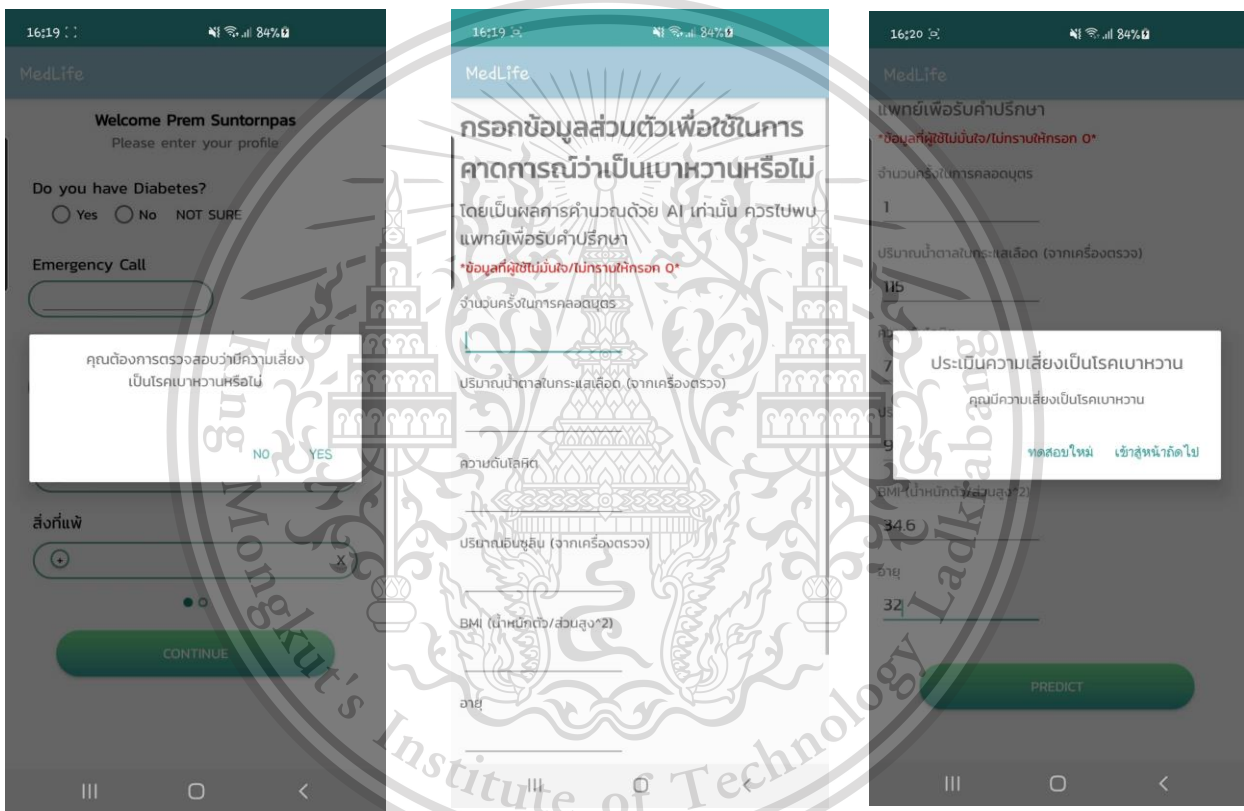 16:19
84%
MedLife
Welcome Prem Suntornpas
Please enter your profile
Do you have Diabetes?
Yes No NOT SURE
Emergency Call
คุณต้องการตรวจสอบว่ามีความเสี่ยง
เป็นโรคเบาหวานหรือไม่
NO YES
สิ่งที่แพ้
X
CONTINUE
16:19
84%
MedLife
กรอกข้อมูลส่วนตัวเพื่อใช้ในการ
คาดการณ์ว่าเป็นเบาหวานหรือไม่
โดยเป็นผลการคำนวณด้วย AI เท่านั้น ควรไปพบ
แพทย์เพื่อรับคำปรึกษา
*ข้อมูลที่ผู้ใช้ไม่มั่นใจ/ไม่ทราบให้กรอก 0*
จำนวนครั้งในการคลอดบุตร
ปริมาณน้ำตาลในกระแสเลือด (จากเครื่องตรวจ)
ความดันโลหิต
ปริมาณอินซูลิน (จากเครื่องตรวจ)
BMI (น้ำหนักตัว/ส่วนสูง^2)
อายุ
16:20
84%
MedLife
แพทย์เพื่อรับคำปรึกษา
*ข้อมูลที่ผู้ใช้ไม่มั่นใจ/ไม่ทราบให้กรอก 0*
จำนวนครั้งในการคลอดบุตร
1
ปริมาณน้ำตาลในกระแสเลือด (จากเครื่องตรวจ)
115
7
ประเมินความเสี่ยงเป็นโรคเบาหวาน
คุณมีความเสี่ยงเป็นโรคเบาหวาน
9
ทดสอบใหม่ เข้าสู่หน้าถัดไป
BMI (น้ำหนักตัว/ส่วนสูง^2)
34.6
อายุ
32
PREDICT
King Mongkut's Institute of Technology Ladkrabang